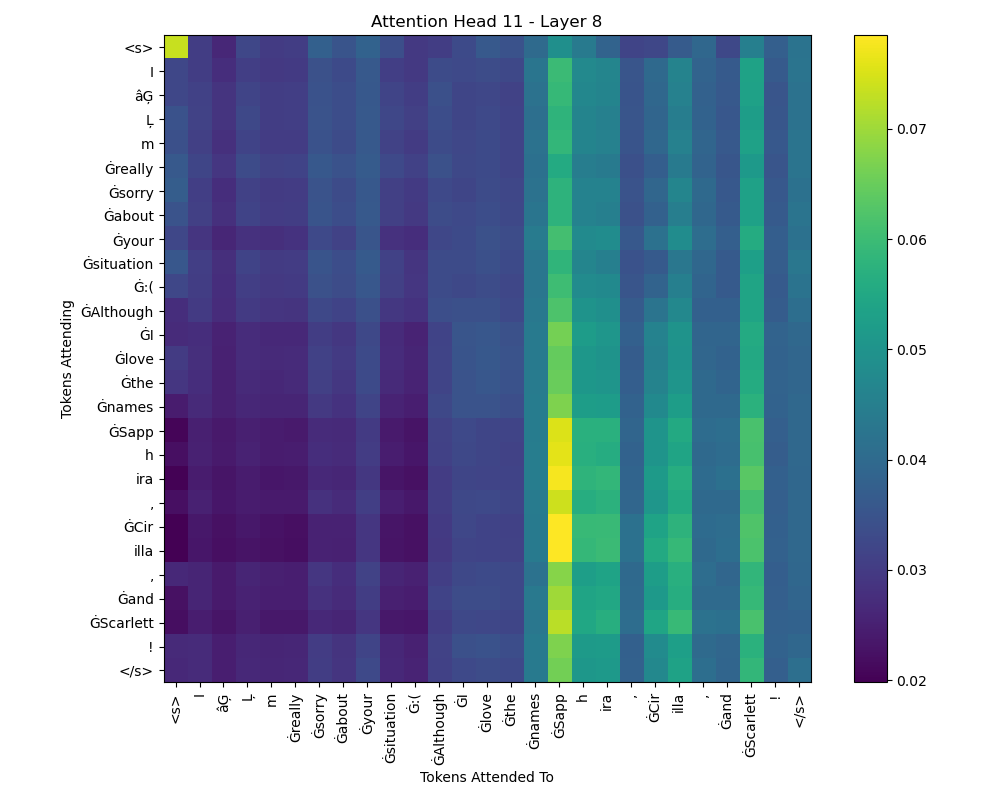 Attention Head 11 - Layer 8
Tokens Attending
<s>
I
âĢ
Ļ
m
Ġreally
Ġsorry
Ġabout
Ġyour
Ġsituation
Ġ:(
ĠAlthough
ĠI
Ġlove
Ġthe
Ġnames
ĠSapp
h
ira
,
ĠCir
illa
,
Ġand
ĠScarlett
!
</s>
<s>
I
âĢ
Ļ
m
Ġreally
Ġsorry
Ġabout
Ġyour
Ġsituation
Ġ:(
ĠAlthough
ĠI
Ġlove
Ġthe
Ġnames
ĠSapp
h
ira
,
ĠCir
illa
,
Ġand
ĠScarlett
!
</s>
Tokens Attended To
0.07
0.06
0.05
0.04
0.03
0.02